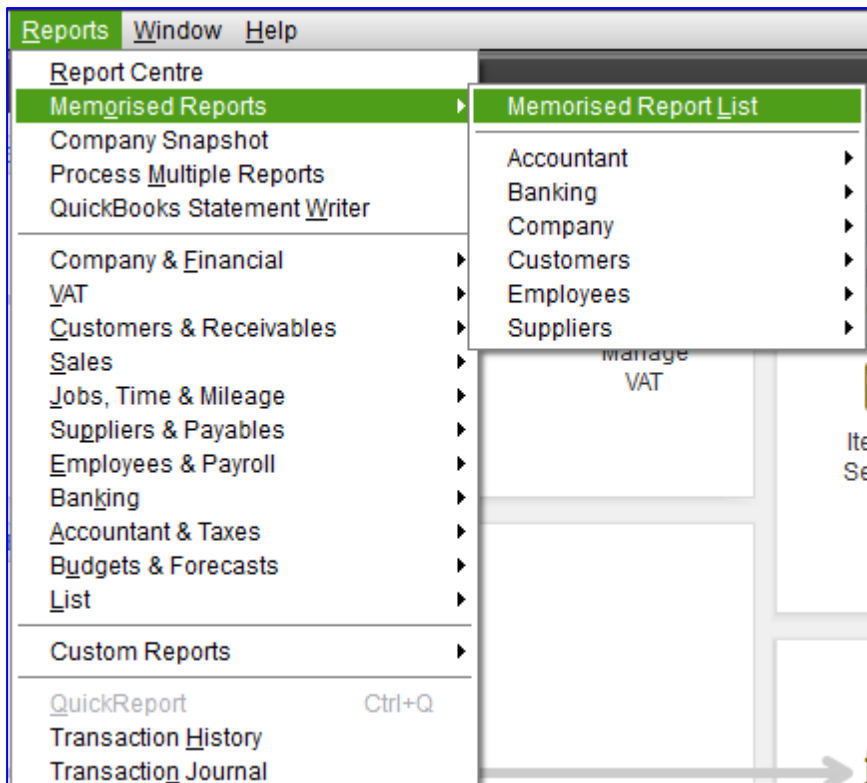 Reports Window Help
Report Centre
Memorised Reports
Company Snapshot
Process Multiple Reports
QuickBooks Statement Writer
Company & Financial
VAT
Customers & Receivables
Sales
Jobs, Time & Mileage
Suppliers & Payables
Employees & Payroll
Banking
Accountant & Taxes
Budgets & Forecasts
List
Custom Reports
QuickReport Ctrl+Q
Transaction History
Transaction Journal
Memorised Report List
Accountant
Banking
Company
Customers
Employees
Suppliers
Manage
VAT